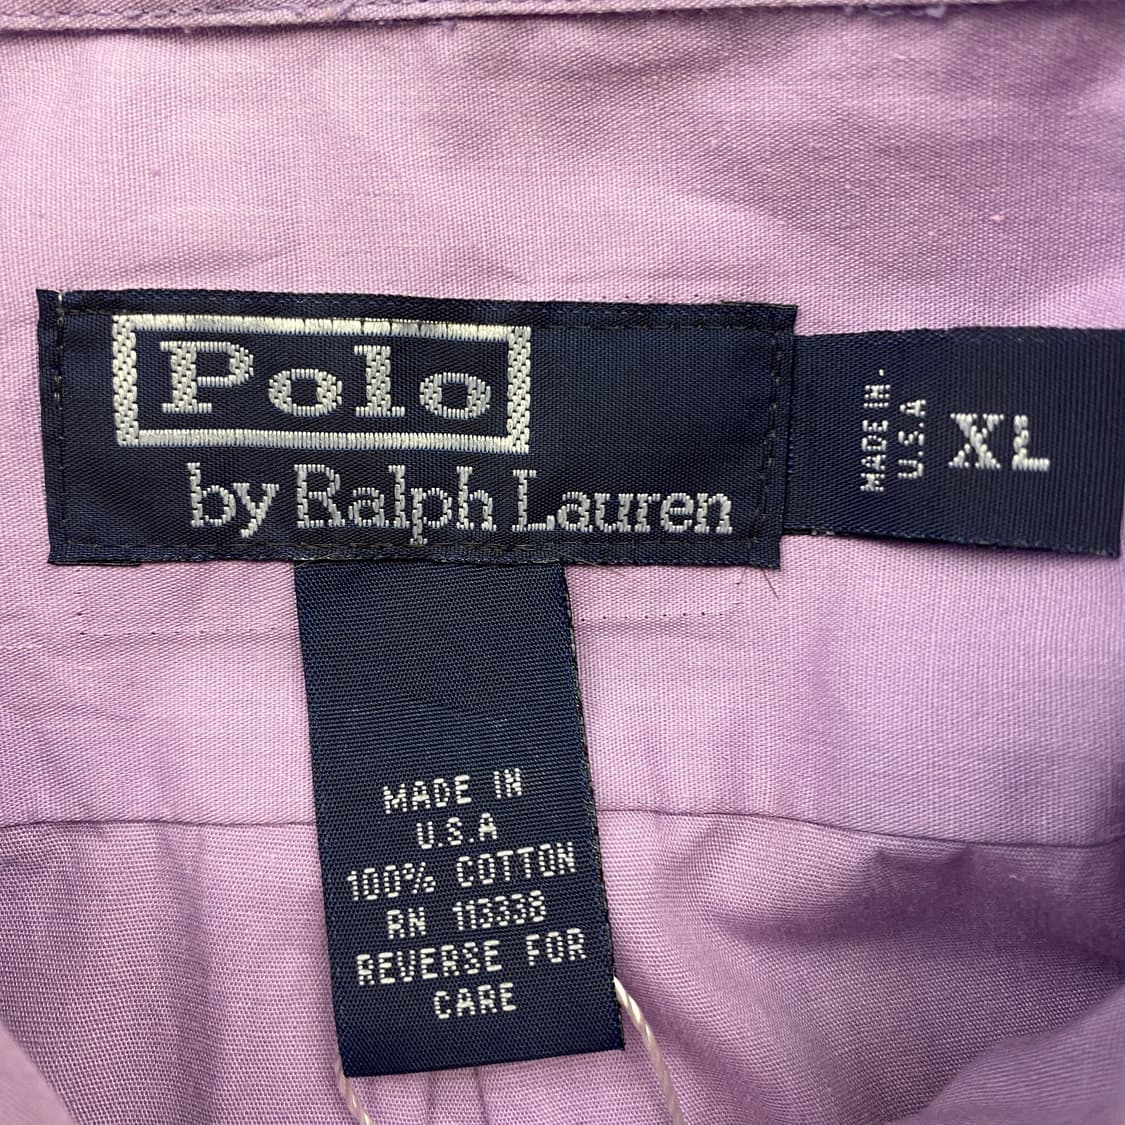 Polo
by Ralph Lauren
MADE IN
U.S.A
XL
MADE IN
U.S.A
100% COTTON
RN 113338
REVERSE FOR
CARE